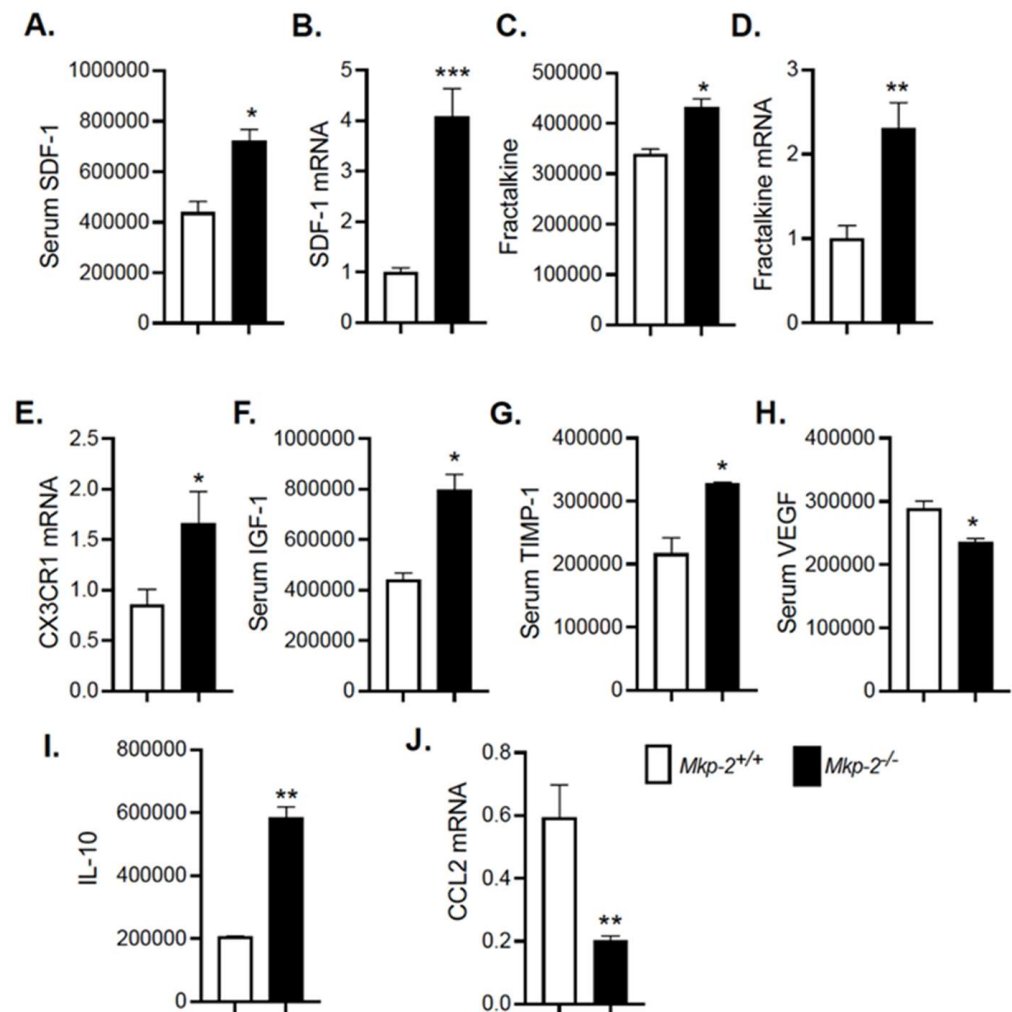 A.
Serum SDF-1
1000000
800000
600000
400000
200000
0
*
B.
SDF-1 mRNA
5
4
3
2
1
0
***
C.
Fractalkine
500000
400000
300000
200000
100000
0
*
D.
Fractalkine mRNA
3
2
1
0
**
E.
CX3CR1 mRNA
2.5
2.0
1.5
1.0
0.5
0.0
*
F.
Serum IGF-1
1000000
800000
600000
400000
200000
0
*
G.
Serum TIMP-1
400000
300000
200000
100000
0
*
H.
Serum VEGF
400000
300000
200000
100000
0
*
I.
IL-10
800000
600000
400000
200000
0
**
J.
CCL2 mRNA
0.8
0.6
0.4
0.2
0.0
**
Mkp-2+/+
Mkp-2-/-